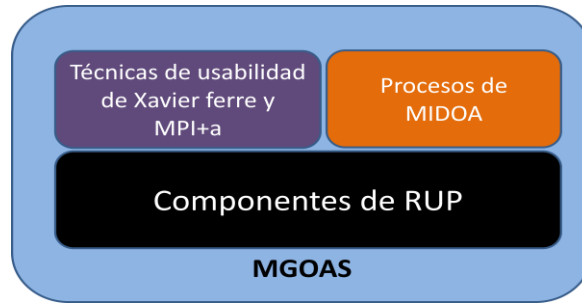 Técnicas de usabilidad
de Xavier ferre y
MPI+a
Procesos de
MIDOA
Componentes de RUP
MGOAS